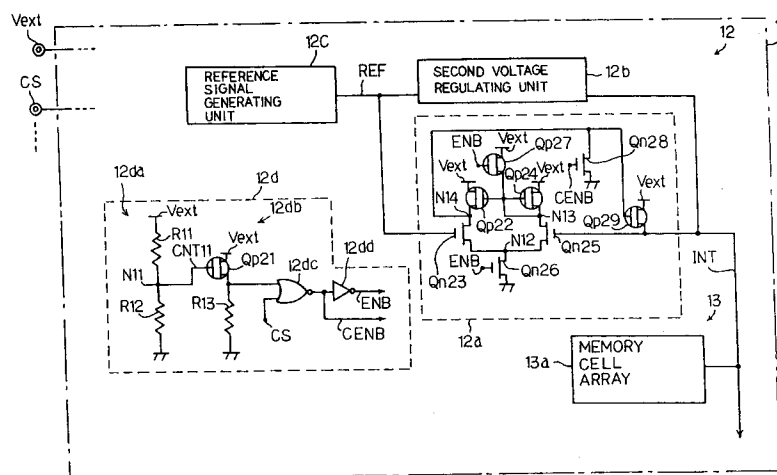 Vext
CS
12
12C
REFERENCE
SIGNAL
GENERATING
UNIT
REF
SECOND VOLTAGE
REGULATING UNIT
12b
12da
12d
Vext
12db
R11
CNT11
Vext
Qp21
N11
R12
R13
12dc
12dd
CS
ENB
CENB
Vext
ENB
Qp27
Qn28
Vext
Qp24
Vext
CENB
Vext
N14
Qp22
N13
Qp29
N12
Qn25
ENB
Qn26
Qn23
12a
INT
13
13a
MEMORY
CELL
ARRAY